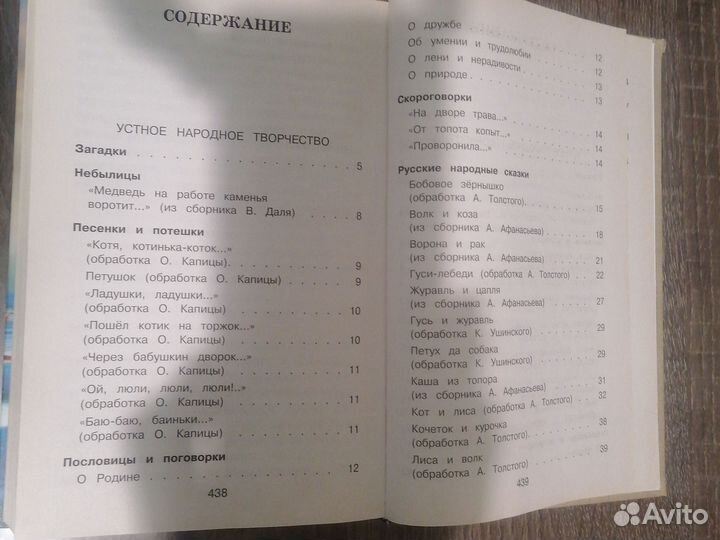 СОДЕРЖАНИЕ
УСТНОЕ НАРОДНОЕ ТВОРЧЕСТВО
Загадки . . . . . . . . . . . . . . . . . 5
Небылицы
«Медведь на работе каменья
воротит...» (из сборника В. Даля) . . . . 8
Песенки и потешки
«Котя, котинька-коток...»
(обработка О. Капицы). . . . . . . . . . 9
Петушок (обработка О. Капицы) . . . . . 9
«Ладушки, ладушки...»
(обработка О. Капицы) . . . . . . . . . 10
«Пошёл котик на торжок...»
(обработка О. Капицы) . . . . . . . . . 10
«Через бабушкин дворок...»
(обработка О. Капицы) . . . . . . . . . 11
«Ой, люли, люли, люли!..»
(обработка О. Капицы) . . . . . . . . . 11
«Баю-баю, баиньки...»
(обработка О. Капицы) . . . . . . . . . 11
Пословицы и поговорки
О Родине . . . . . . . . . . . . . . . 12
438
О дружбе . . . . . . . . . . . . . . . 12
Об умении и трудолюбии . . . . . . . . 12
О лени и нерадивости . . . . . . . . . 13
О природе . . . . . . . . . . . . . . . 13
Скороговорки
«На дворе трава...» . . . . . . . . . . 14
«От топота копыт...» . . . . . . . . . 14
«Проворонила...» . . . . . . . . . . . 14
Русские народные сказки
Бобовое зёрнышко
(обработка А. Толстого) . . . . . . . . 15
Волк и коза
(из сборника А. Афанасьева) . . . . . . 18
Ворона и рак
(из сборника А. Афанасьева) . . . . . . 21
Гуси-лебеди (обработка А. Толстого) . . 22
Журавль и цапля
(из сборника А. Афанасьева) . . . . . . 27
Гусь и журавль
(обработка К. Ушинского) . . . . . . . 29
Петух да собака
(обработка К. Ушинского) . . . . . . . 29
Каша из топора
(из сборника А. Афанасьева) . . . . . . 31
Кот и лиса (обработка А. Толстого) . . 32
Кочеток и курочка
(обработка А. Толстого). . . . . . . . 38
Лиса и волк
(обработка А. Толстого) . . . . . . . . 39
439
Avito